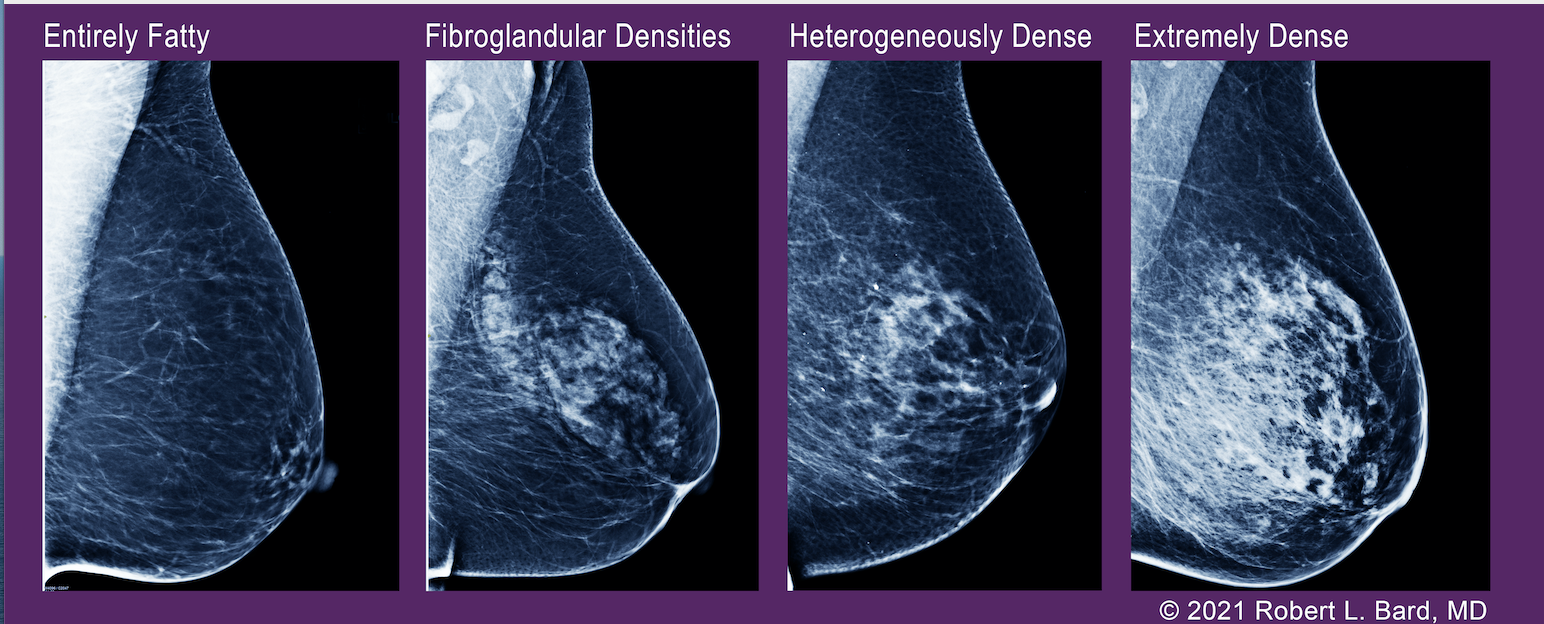 Entirely Fatty
Fibroglandular Densities
Heterogeneously Dense
Extremely Dense
© 2021 Robert L. Bard, MD